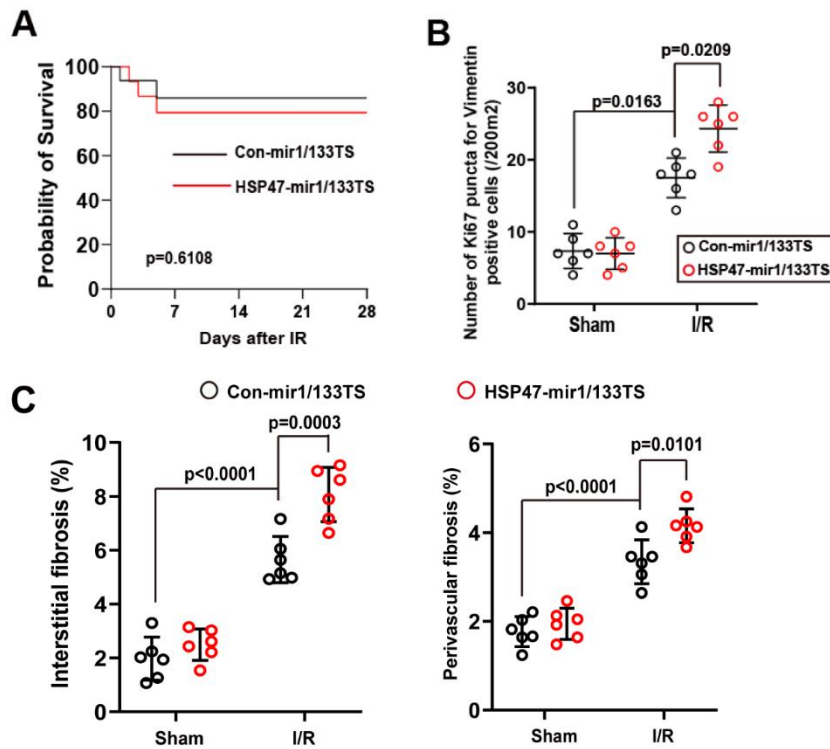 A
Probability of Survival
100
80
60
40
20
0
Con-mir1/133TS
HSP47-mir1/133TS
p=0.6108
0 7 14 21 28
Days after IR
B
Number of Ki67 puncta for Vimentin
positive cells (/200m2)
30
20
10
0
p=0.0209
p=0.0163
Con-mir1/133TS
HSP47-mir1/133TS
Sham I/R
C
Con-mir1/133TS HSP47-mir1/133TS
Interstitial fibrosis (%)
10
8
6
4
2
0
p=0.0003
p<0.0001
Sham I/R
Perivascular fibrosis (%)
6
4
2
0
p=0.0101
p<0.0001
Sham I/R